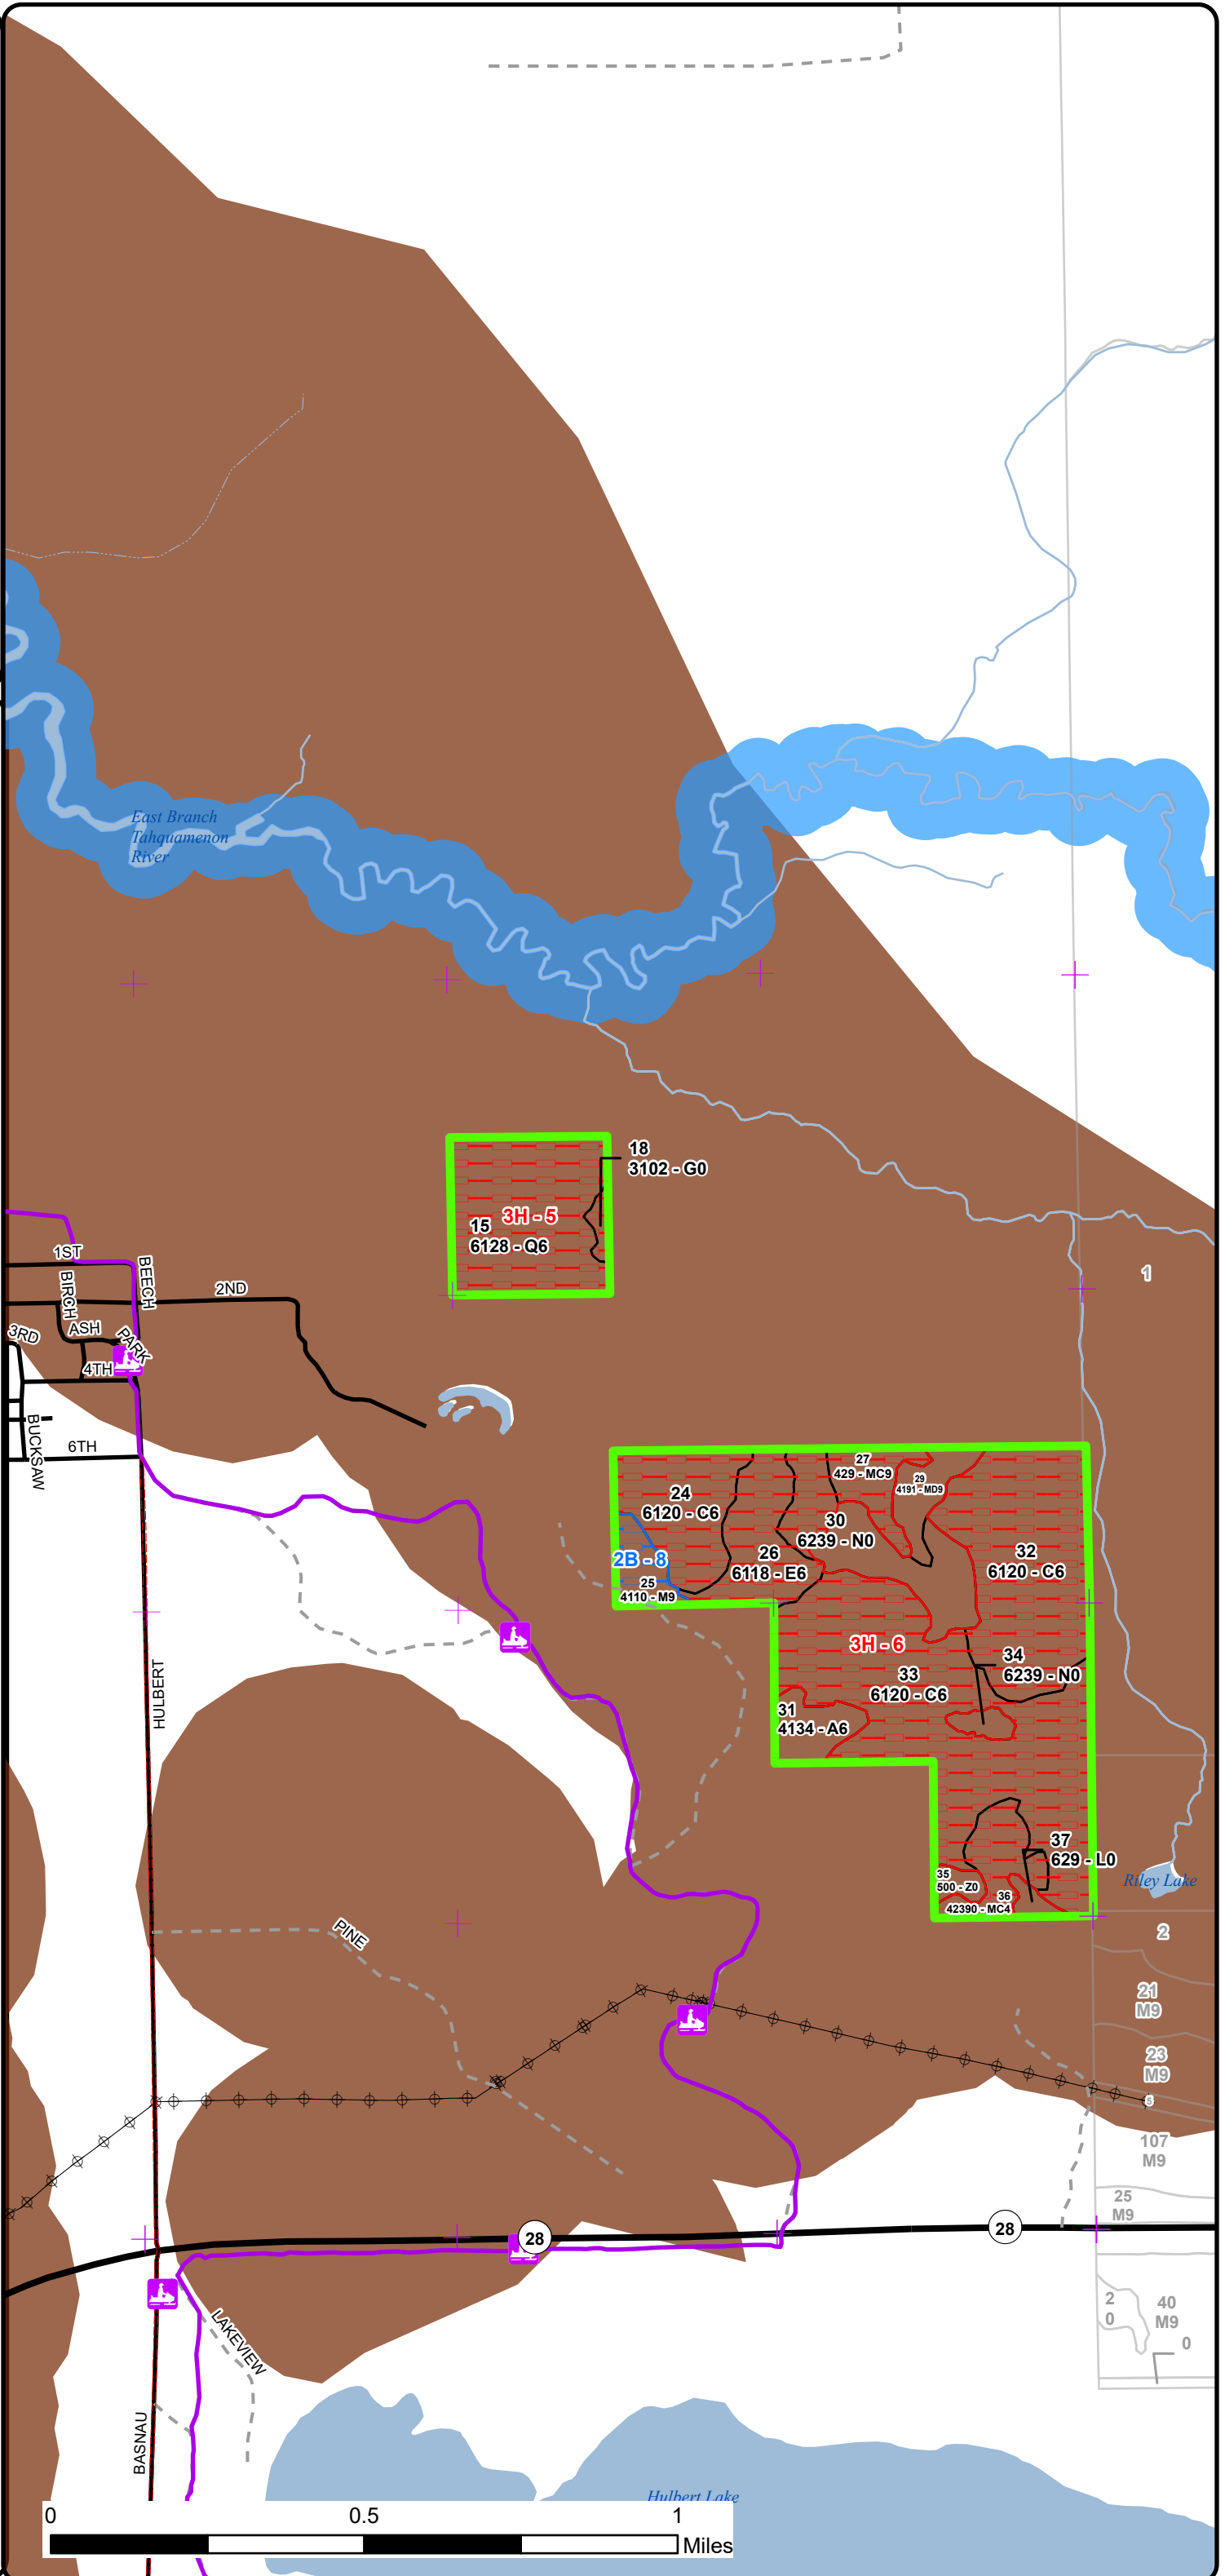 East Branch
Tahquamenon
River
18
3102 - G0
3H - 5
15
6128 - Q6
1
1ST
BIRCH
BEECH
2ND
3RD
ASH
PARK
4TH
BUCKSAW
6TH
27
429 - MC9
29
4191 - MD9
24
6120 - C6
30
6239 - N0
2B - 8
26
6118 - E6
32
6120 - C6
25
4110 - M9
3H - 6
34
6239 - N0
33
6120 - C6
31
4134 - A6
HULBERT
37
629 - L0
35
500 - Z0
36
42390 - MC4
Riley Lake
PINE
2
21
M9
23
M9
5
107
M9
25
M9
28
28
2
0
40
M9
0
LAKEVIEW
BASNAU
Hulbert Lake
0
0.5
1
Miles